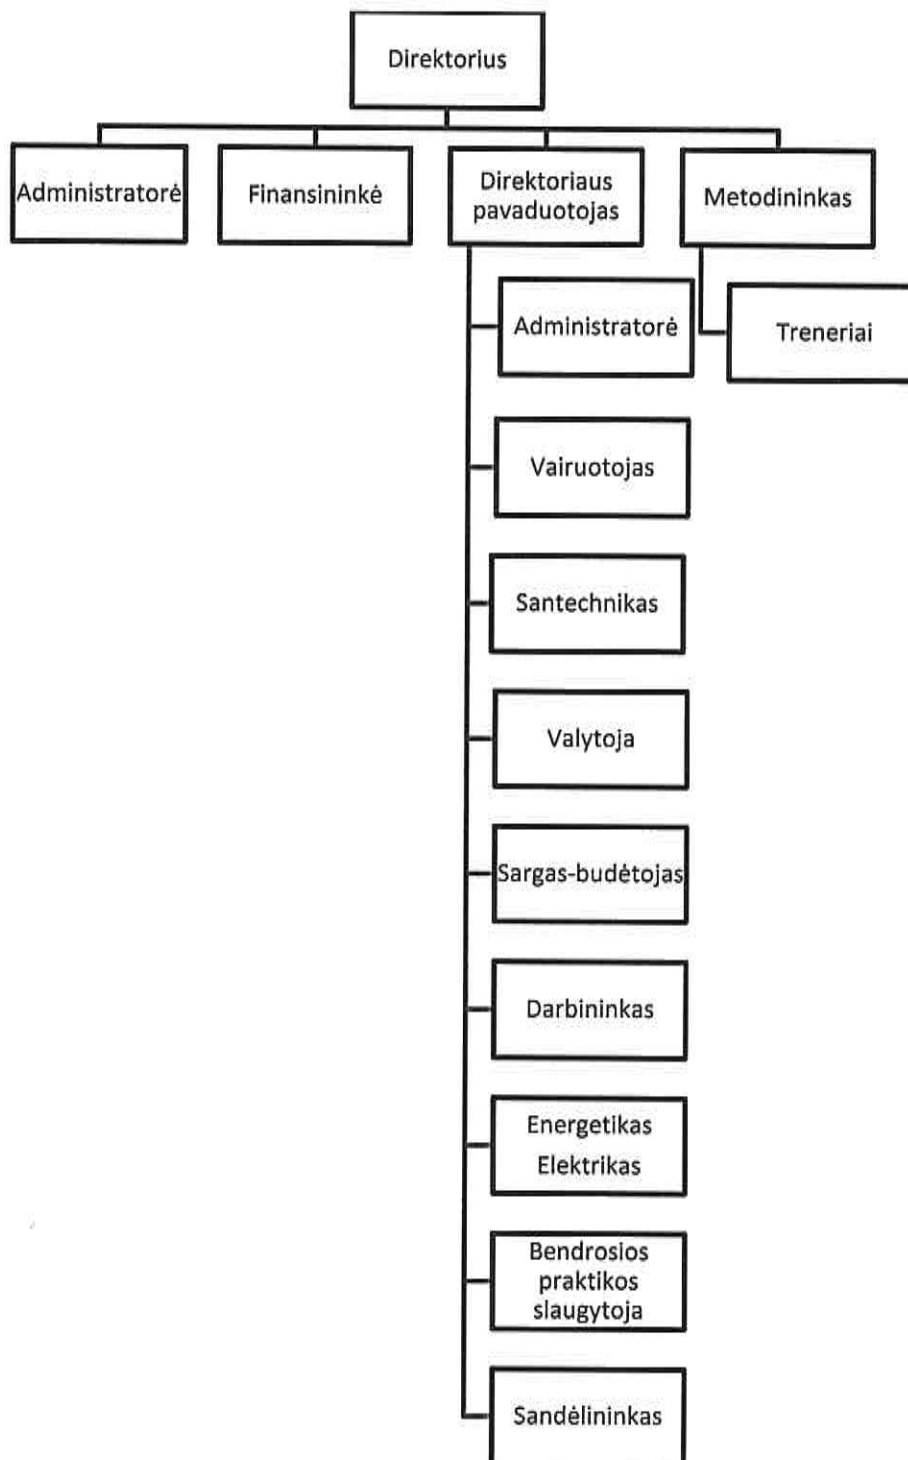 Direktorius
Administratorė
Finansininkė
Direktoriaus
pavaduotojas
Metodininkas
Administratorė
Treneriai
Vairuotojas
Santechnikas
Valytoja
Sargas-budėtojas
Darbininkas
Energetikas
Elektrikas
Bendrosios
praktikos
slaugytoja
Sandėlininkas